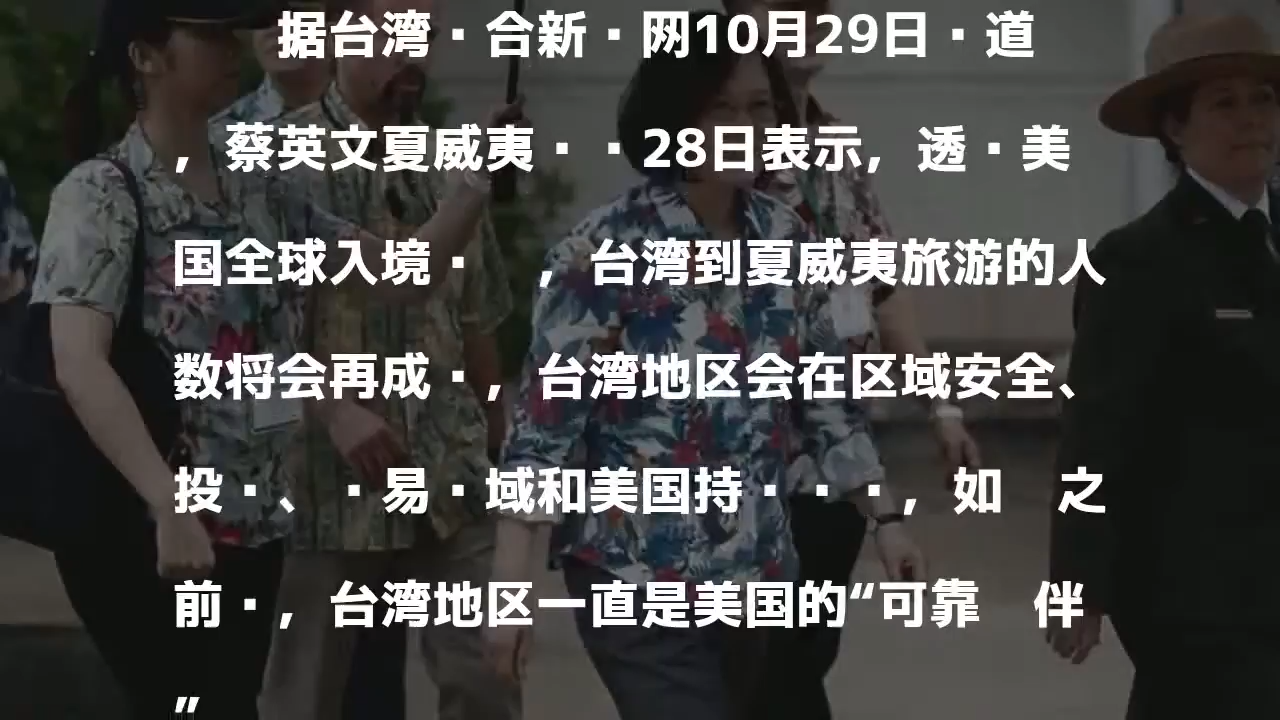 据台湾·合新·网10月29日·道
，蔡英文夏威夷··28日表示，透·美
国全球入境·　，台湾到夏威夷旅游的人
数将会再成·，台湾地区会在区域安全、
投·、·易·域和美国持···，如　之
前·，台湾地区一直是美国的“可靠　伴
”